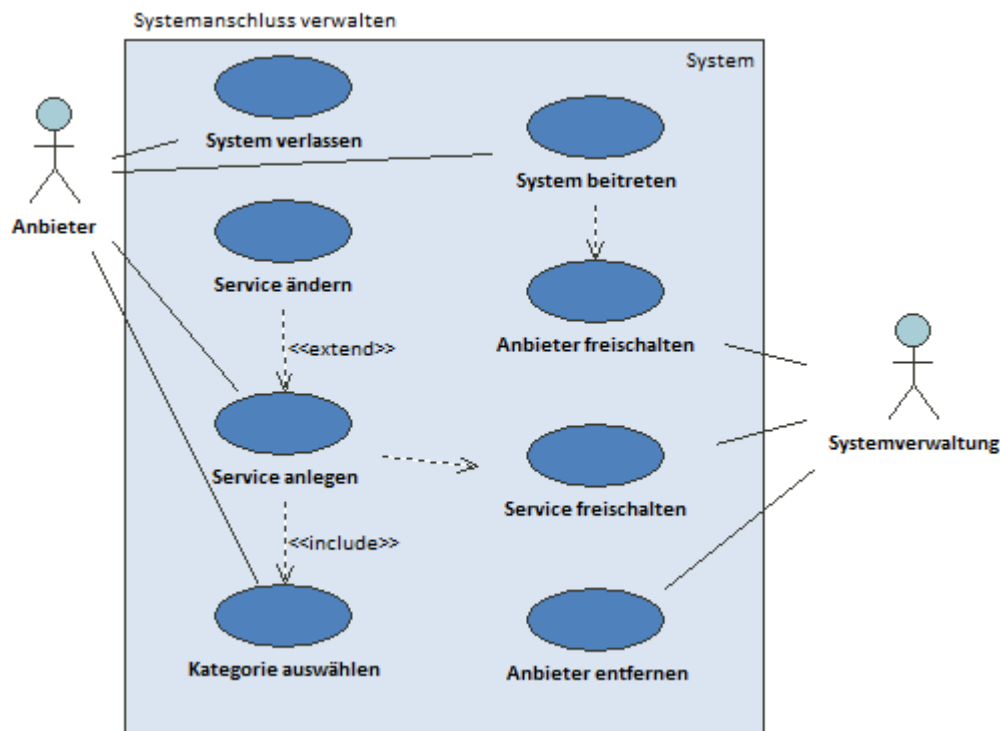 Systemanschluss verwalten
System
System verlassen
System beitreten
Anbieter
Service ändern
Anbieter freischalten
<<extend>>
Systemverwaltung
Service anlegen
Service freischalten
<<include>>
Kategorie auswählen
Anbieter entfernen